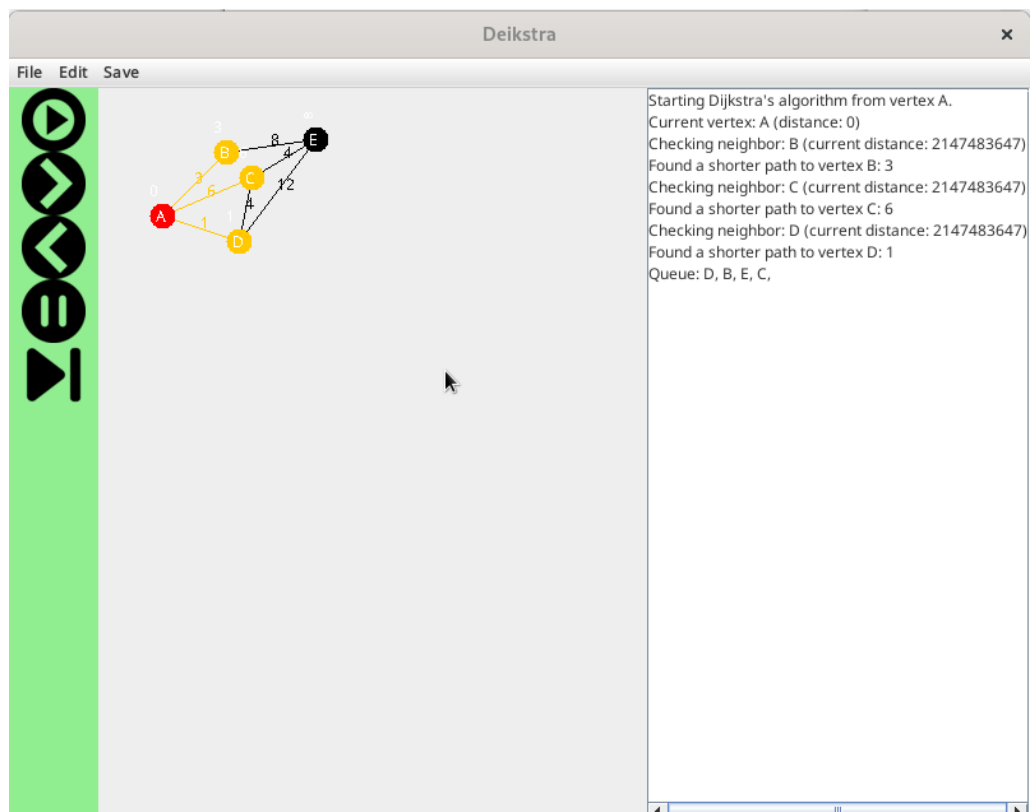 Deikstra
File Edit Save
∞
3
8
E
B
4
C
3
12
0
6
4
A
1
1
D
Starting Dijkstra's algorithm from vertex A.
Current vertex: A (distance: 0)
Checking neighbor: B (current distance: 2147483647)
Found a shorter path to vertex B: 3
Checking neighbor: C (current distance: 2147483647)
Found a shorter path to vertex C: 6
Checking neighbor: D (current distance: 2147483647)
Found a shorter path to vertex D: 1
Queue: D, B, E, C,